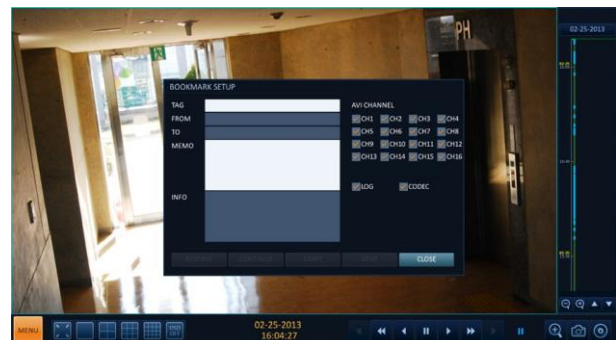 PH
02-25-2013
BOOKMARK SETUP
TAG
FROM
TO
MEMO
INFO
AVI CHANNEL
CH1 CH2 CH3 CH4
CH5 CH6 CH7 CH8
CH9 CH10 CH11 CH12
CH13 CH14 CH15 CH16
LOG CODEC
CLOSE
MENU
02-25-2013
16:04:27